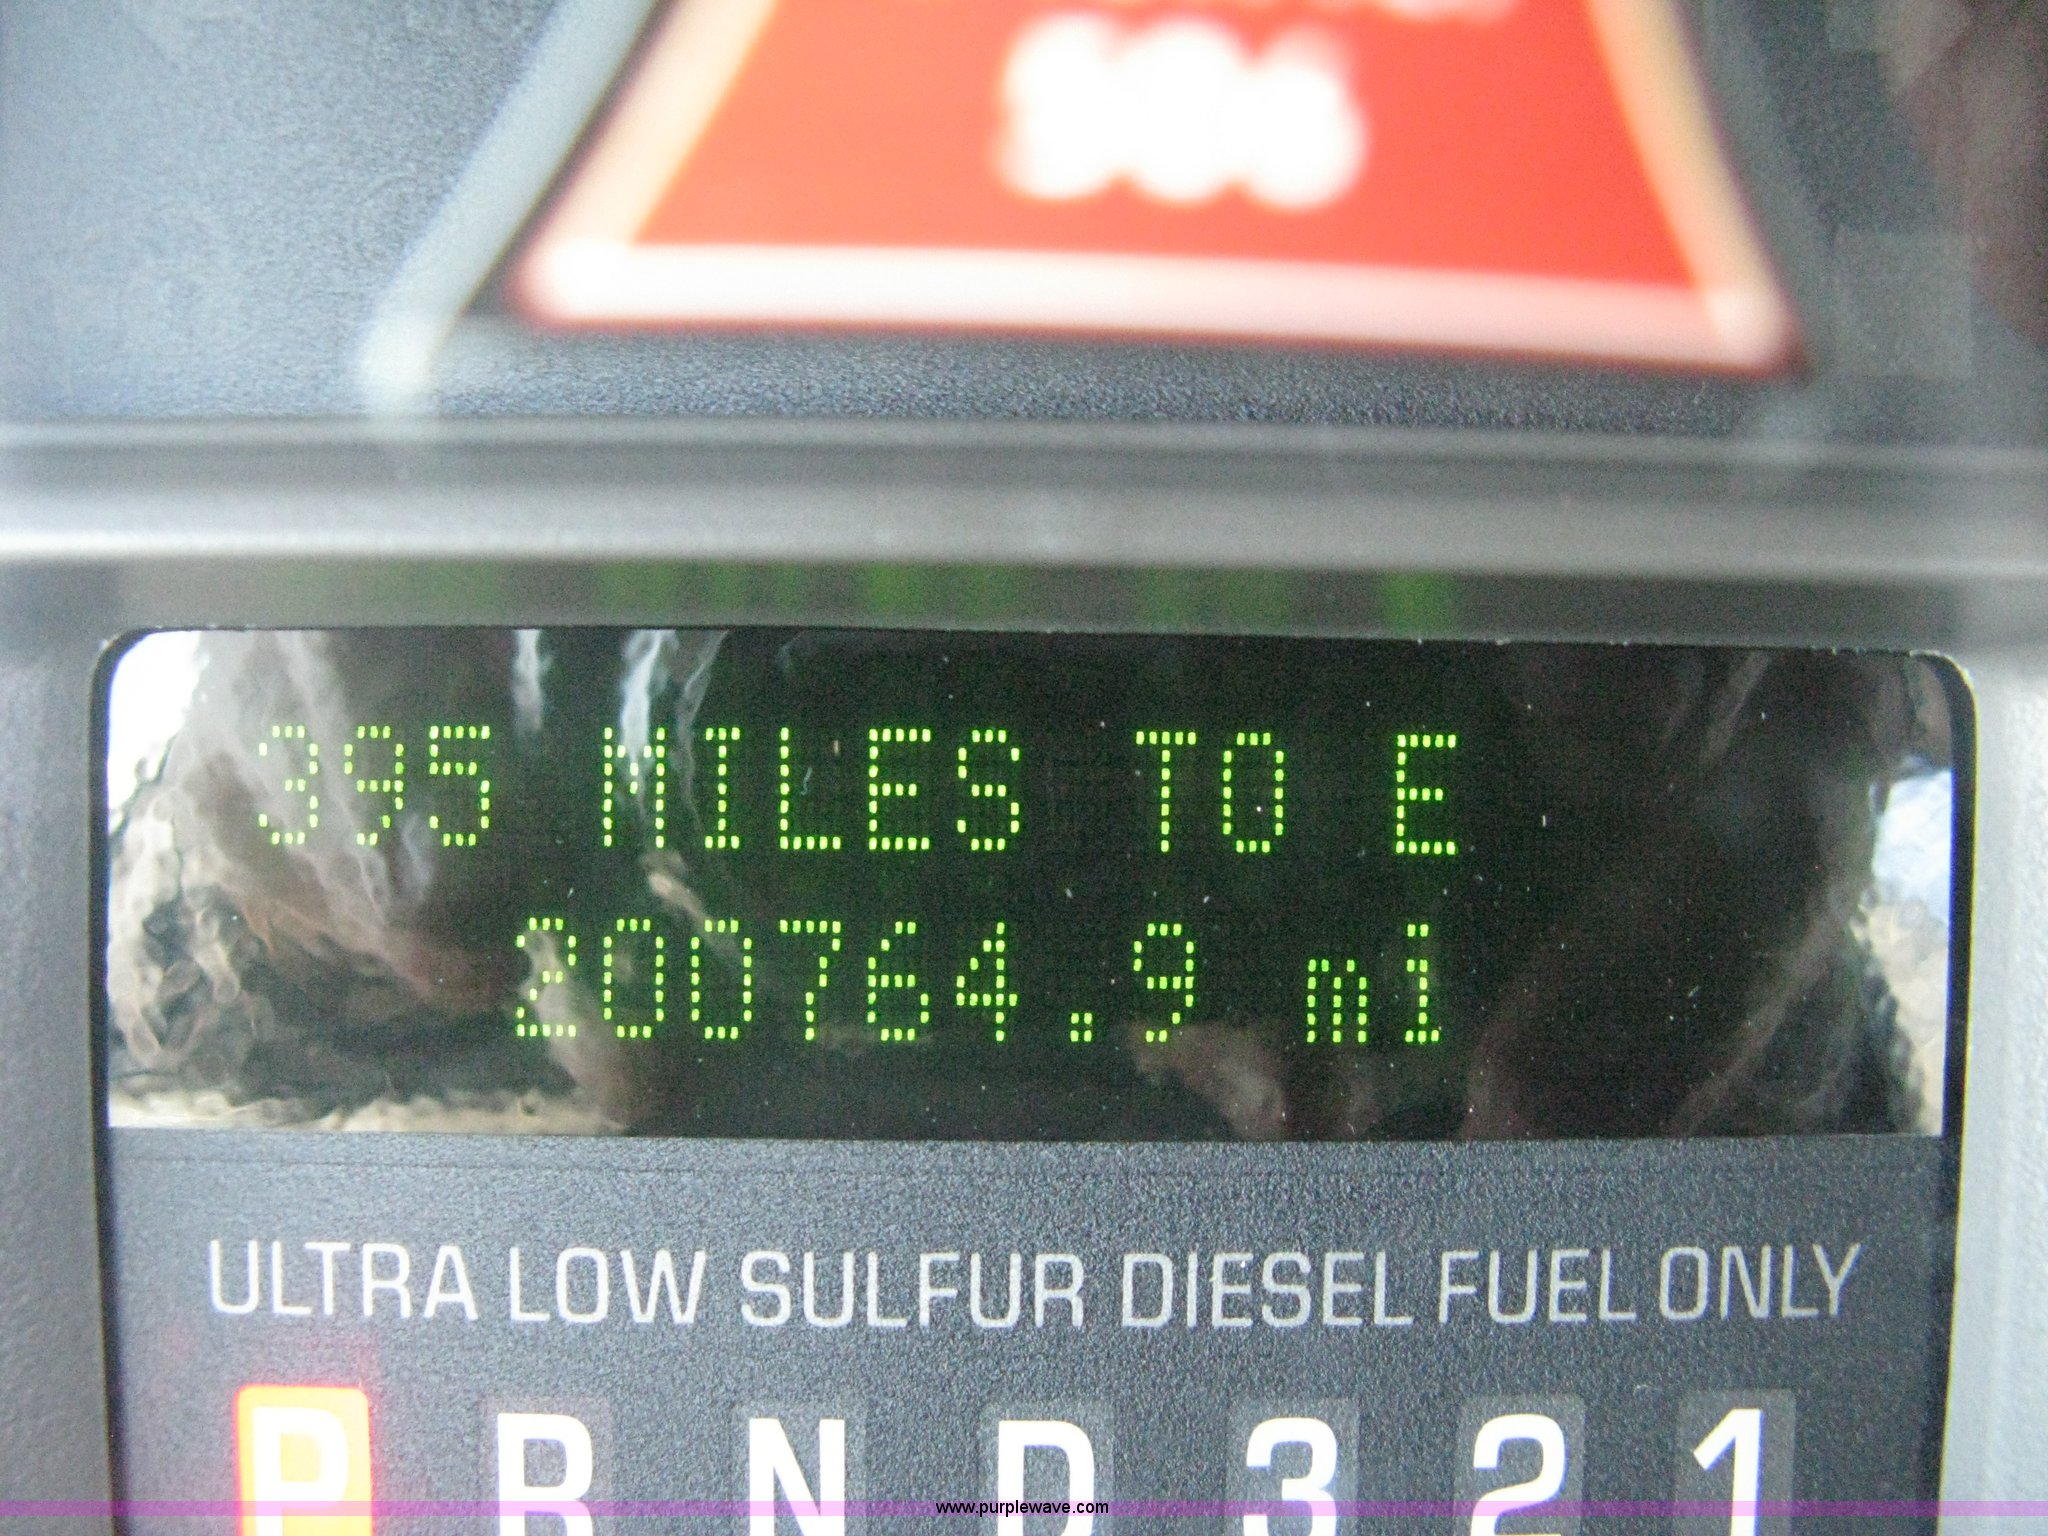 395 MILES TO E
200764.9 mi
ULTRA LOW SULFUR DIESEL FUEL ONLY
P R N D 3 2 1
www.purplewave.com